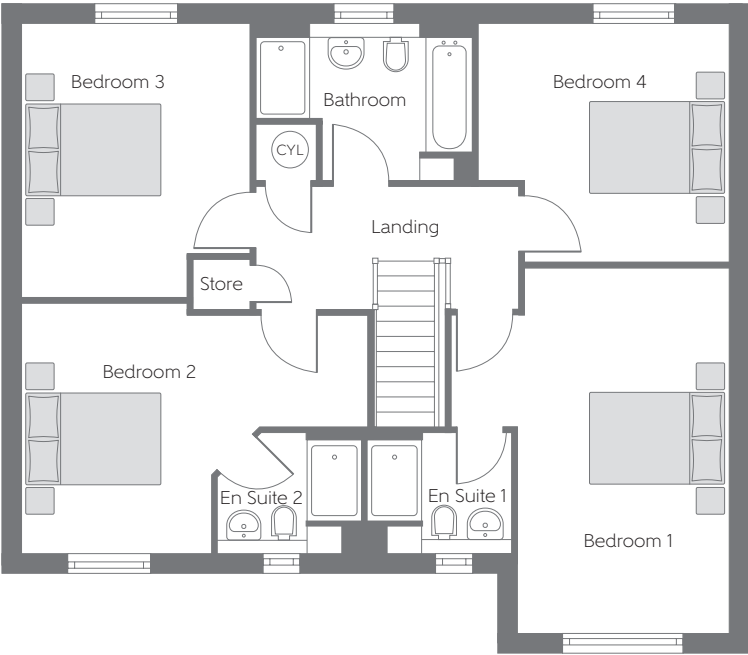 Bedroom 3
Bedroom 4
Bathroom
CYL
Landing
Store
Bedroom 2
En Suite 2
En Suite 1
Bedroom 1